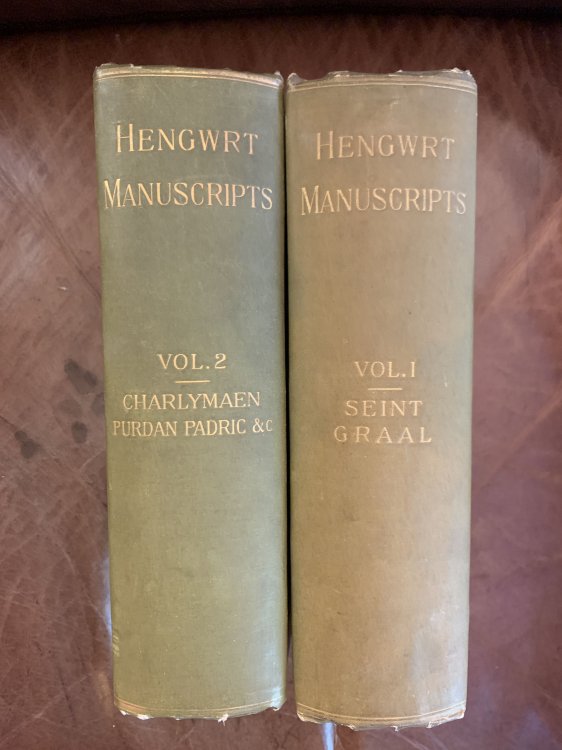 HENGWRT
MANUSCRIPTS
VOL. 2
CHARLYMAEN
PURDAN PADRIC &C
HENGWRT
MANUSCRIPTS
VOL. I
SEINT
GRAAL